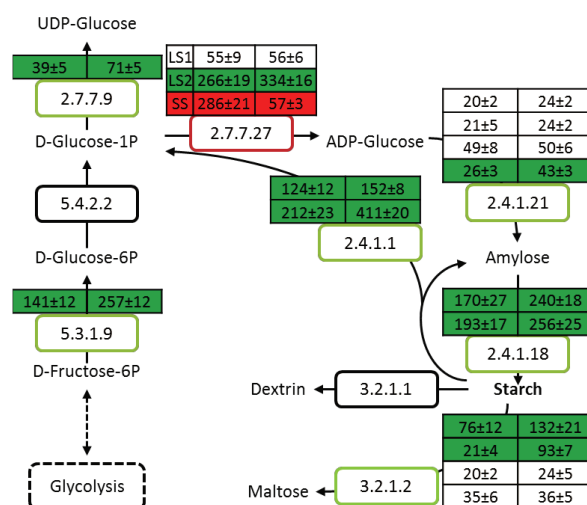 UDP-Glucose
39±5 71±5
2.7.7.9
LS1 55±9 56±6
LS2 266±19 334±16
SS 286±21 57±3
2.7.7.27
D-Glucose-1P
ADP-Glucose
20±2 24±2
21±5 24±2
49±8 50±6
26±3 43±3
2.4.1.21
124±12 152±8
212±23 411±20
2.4.1.1
5.4.2.2
D-Glucose-6P
Amylose
141±12 257±12
5.3.1.9
170±27 240±18
193±17 256±25
2.4.1.18
D-Fructose-6P
Dextrin
3.2.1.1
Starch
76±12 132±21
21±4 93±7
20±2 24±5
35±6 36±5
Glycolysis
Maltose
3.2.1.2